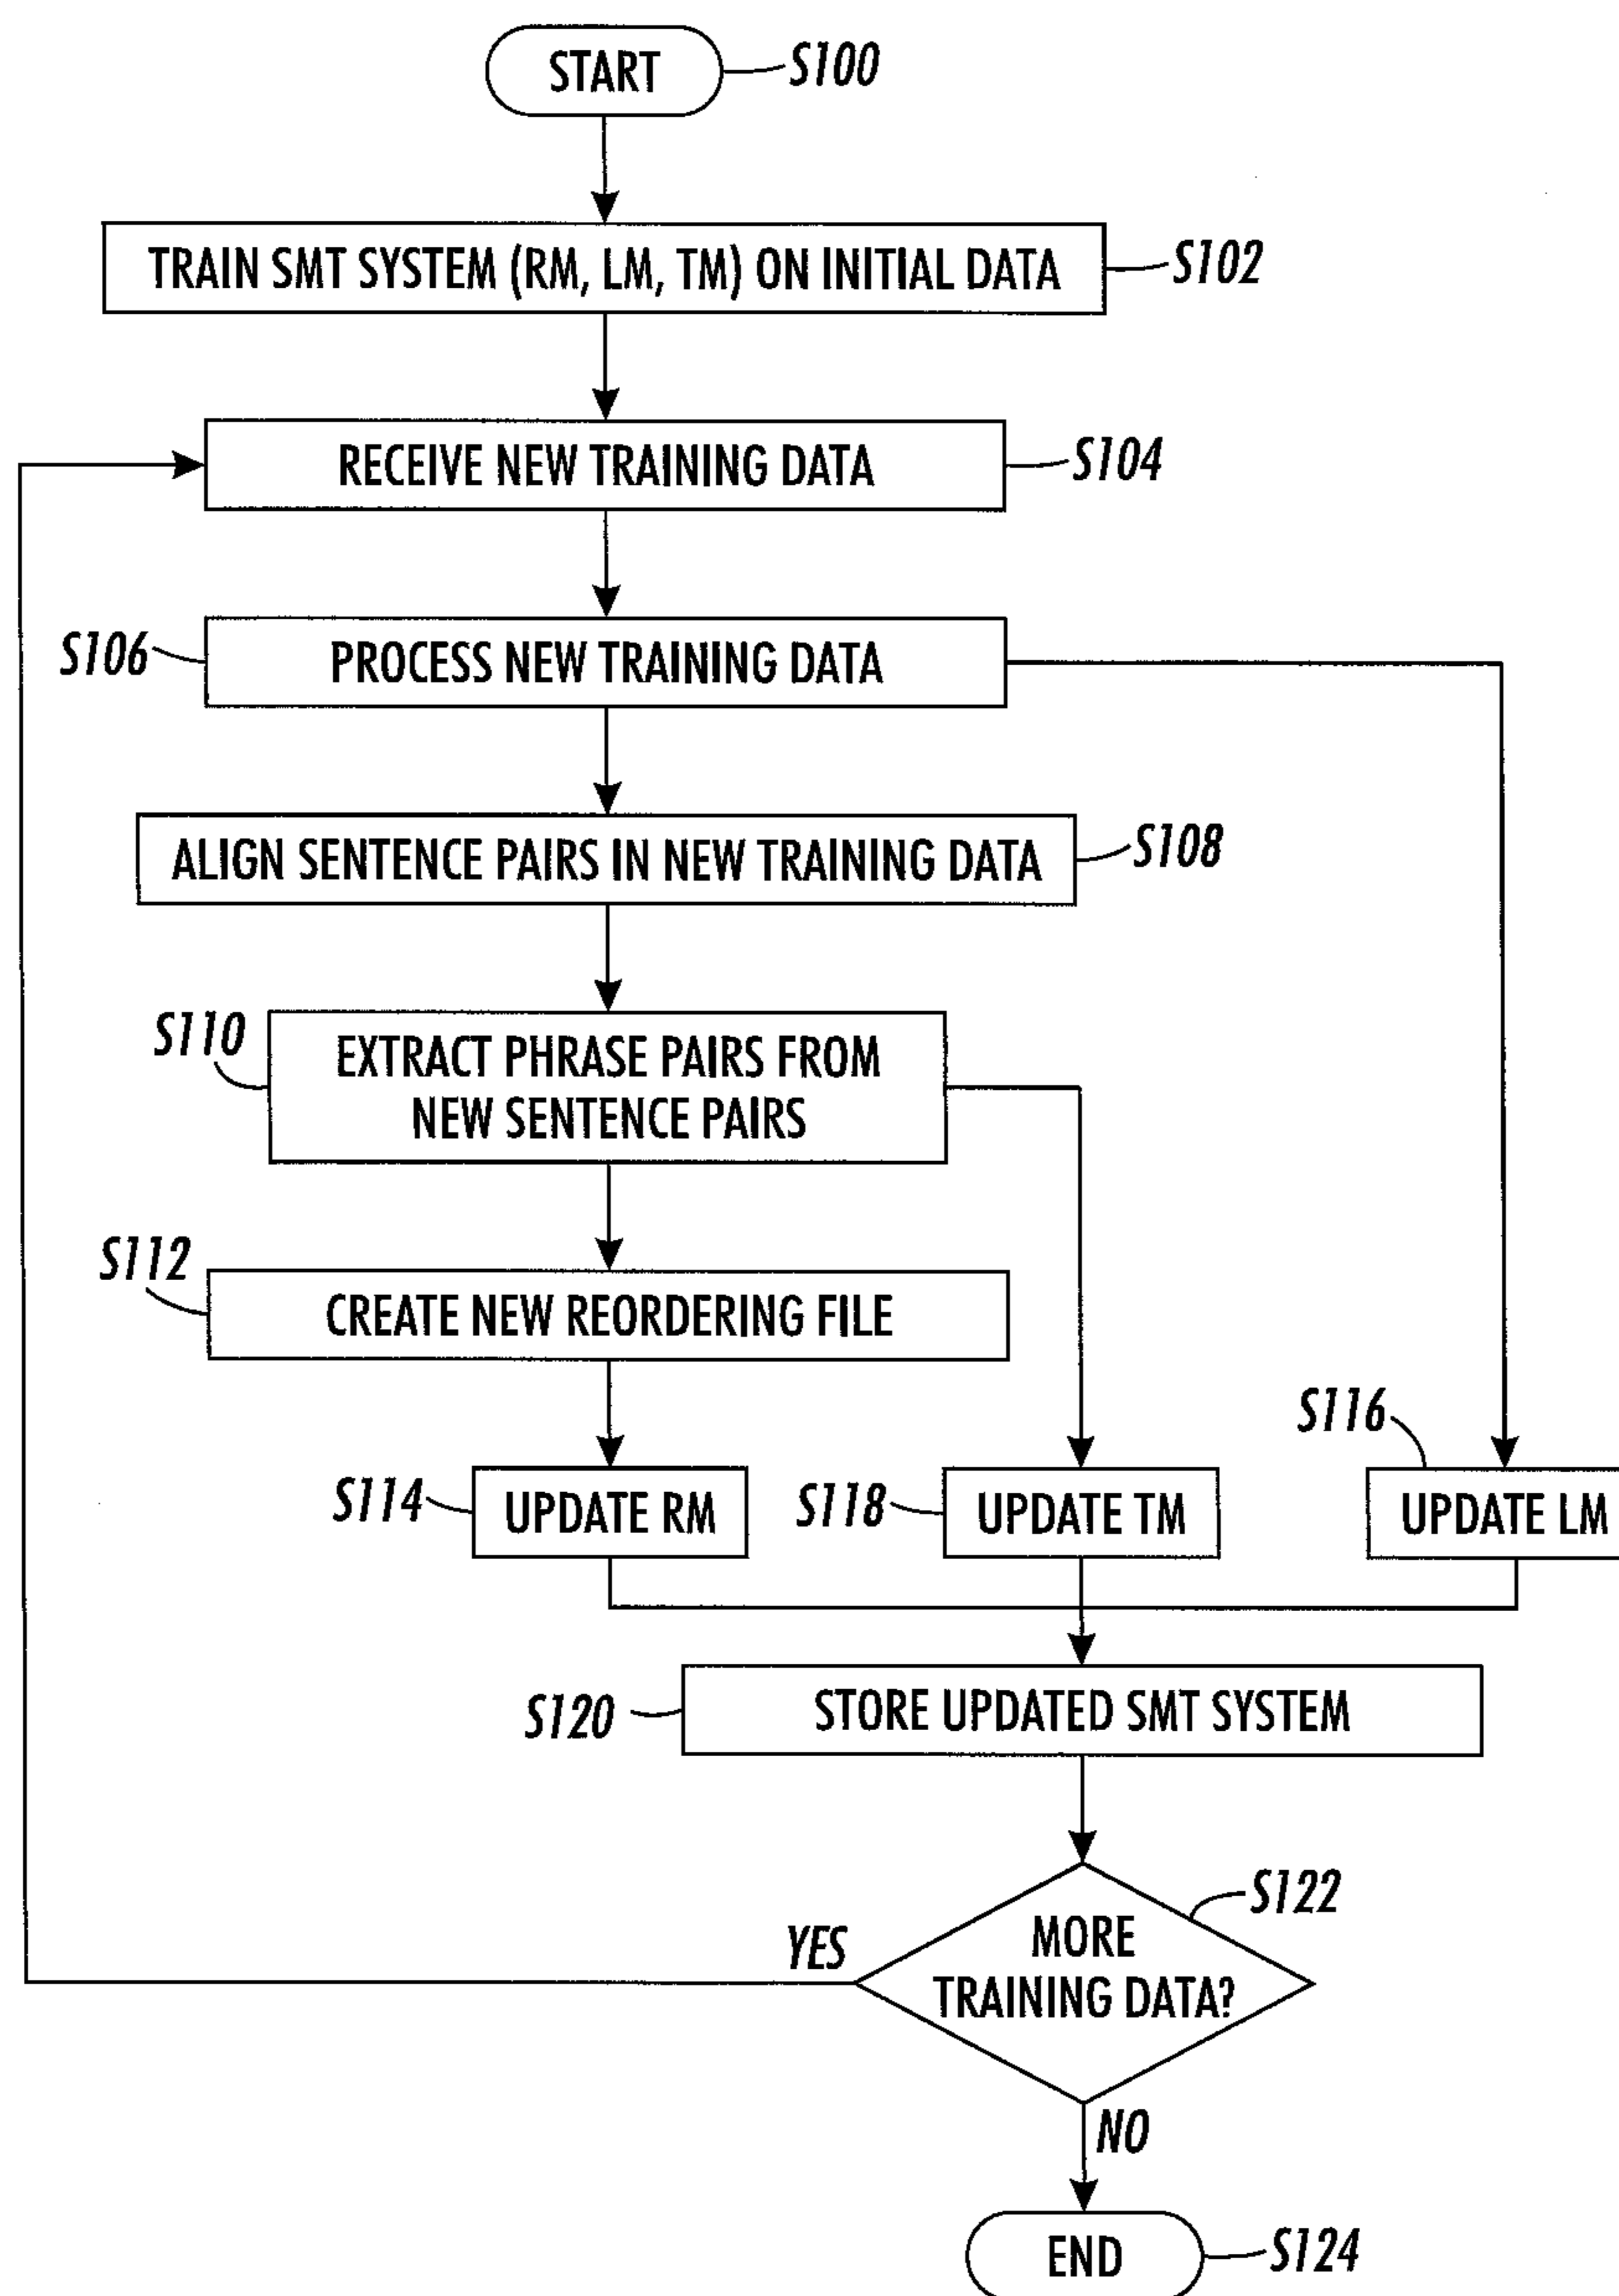 START
S100
TRAIN SMT SYSTEM (RM, LM, TM) ON INITIAL DATA
S102
RECEIVE NEW TRAINING DATA
S104
S106
PROCESS NEW TRAINING DATA
ALIGN SENTENCE PAIRS IN NEW TRAINING DATA
S108
S110
EXTRACT PHRASE PAIRS FROM
NEW SENTENCE PAIRS
S112
CREATE NEW REORDERING FILE
S114
UPDATE RM
S118
UPDATE TM
S116
UPDATE LM
S120
STORE UPDATED SMT SYSTEM
S122
YES
MORE
TRAINING DATA?
NO
END
S124